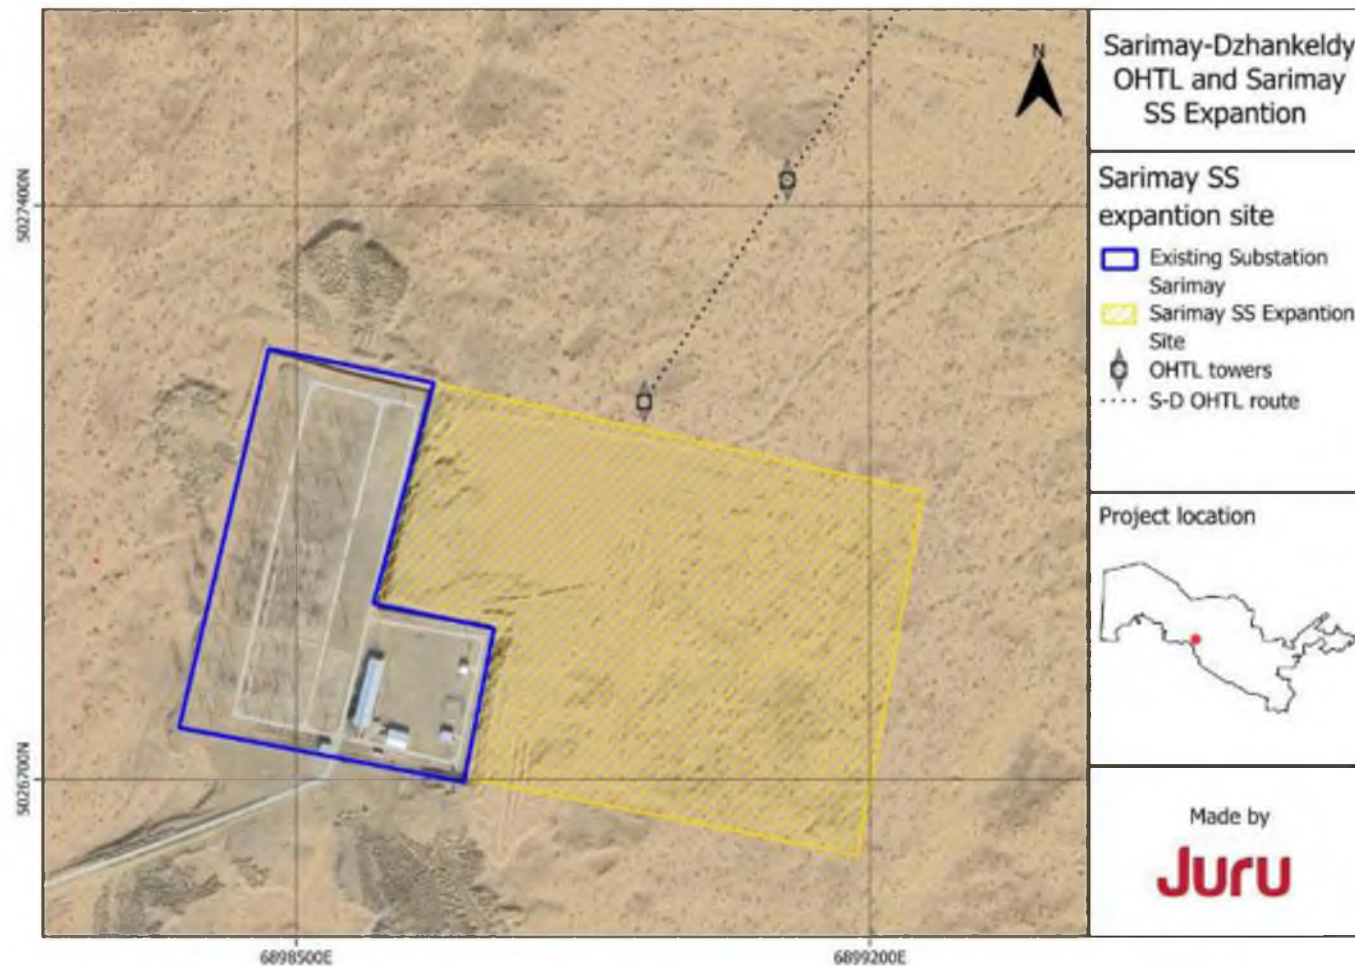 Sarimay-Dzhankeldy
OHTL and Sarimay
SS Expantion
N
Sarimay SS
expantion site
Existing Substation
Sarimay
Sarimay SS Expantion
Site
OHTL towers
S-D OHTL route
Project location
Made by
Juru
5027400N
5026700N
6898500E
6899200E